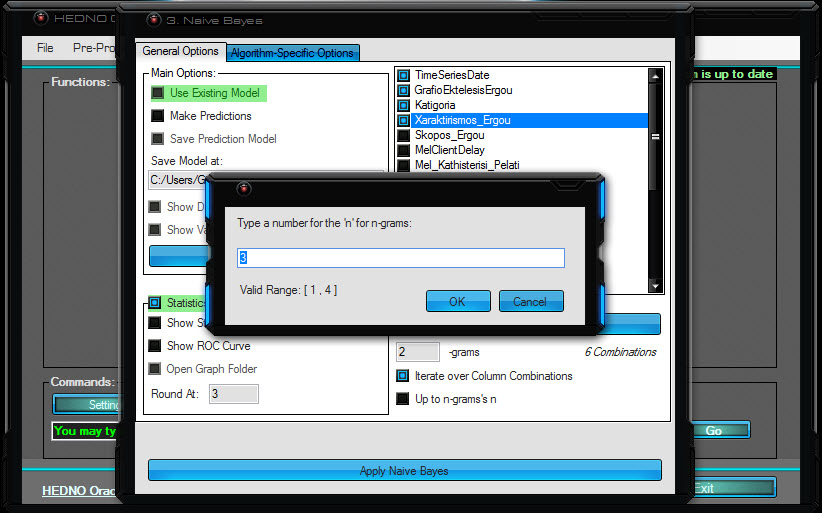 HEDNO O
3. Naive Bayes
File Pre-Pro
General Options Algorithm-Specific Options
n is up to date
Functions:
Main Options:
Use Existing Model
Make Predictions
Save Prediction Model
Save Model at:
C:/Users/G
Show D
Show Va
TimeSeriesDate
GrafioEktelesisErgou
Katigoria
Xaraktirismos_Ergou
Skopos_Ergou
MelClientDelay
Mel_Kathisterisi_Pelati
Type a number for the 'n' for n-grams:
3
Valid Range: [ 1 , 4 ]
OK Cancel
Statistics
Show S
Show ROC Curve
Open Graph Folder
Round At: 3
2 -grams 6 Combinations
Iterate over Column Combinations
Up to n-grams's n
Commands:
Setting
You may ty
Go
Apply Naive Bayes
HEDNO Orac
Exit